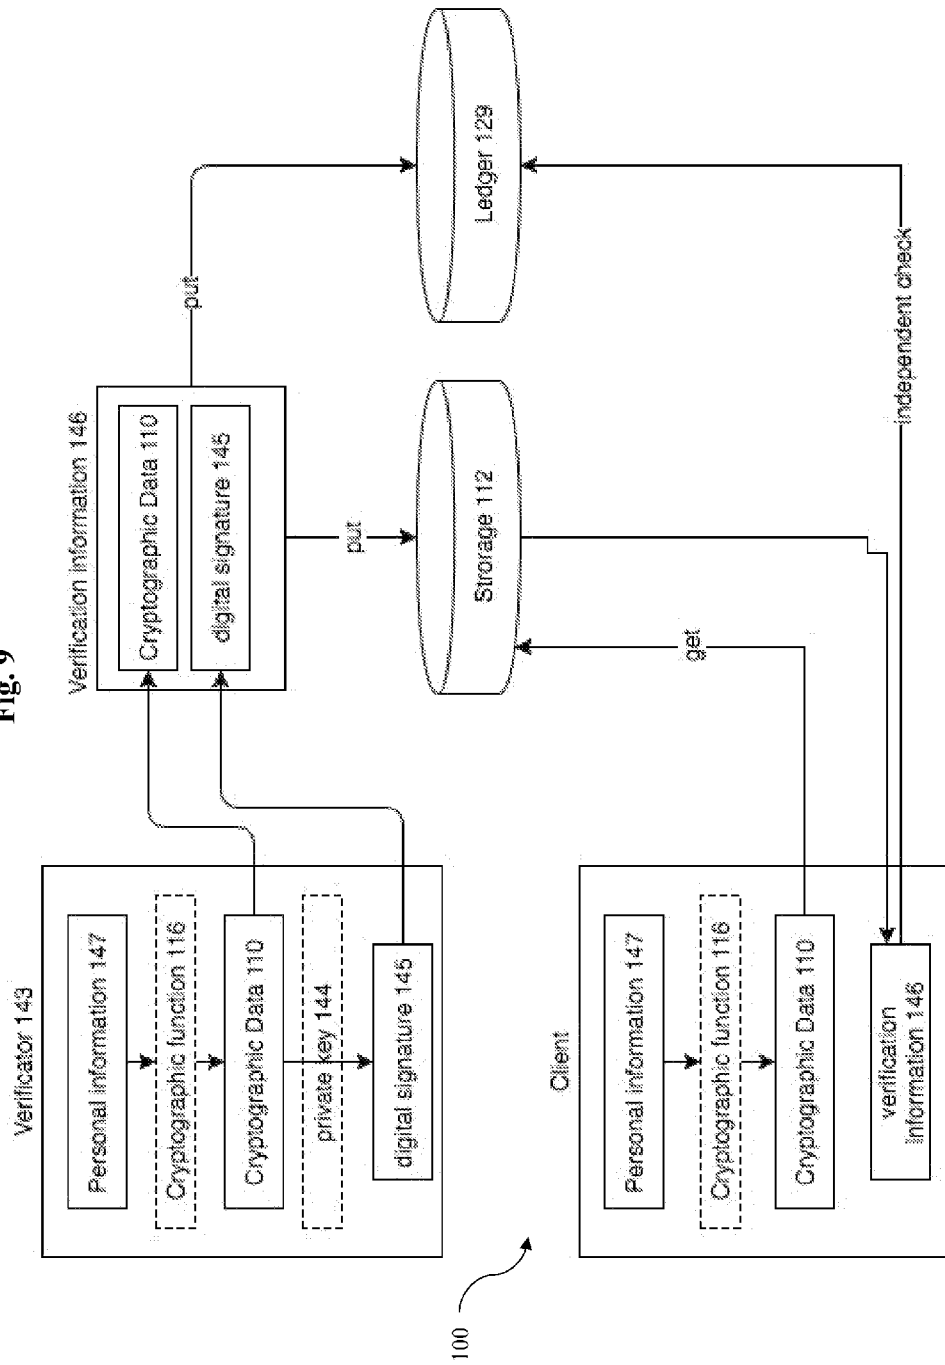 Fig. 9
Verificator 143
Personal information 147
Cryptographic function 116
Cryptographic Data 110
private key 144
digital signature 145
Verification information 146
Cryptographic Data 110
digital signature 145
put
put
Strorage 112
Ledger 129
get
independent check
Client
Personal information 147
Cryptographic function 116
Cryptographic Data 110
verification
information 146
100